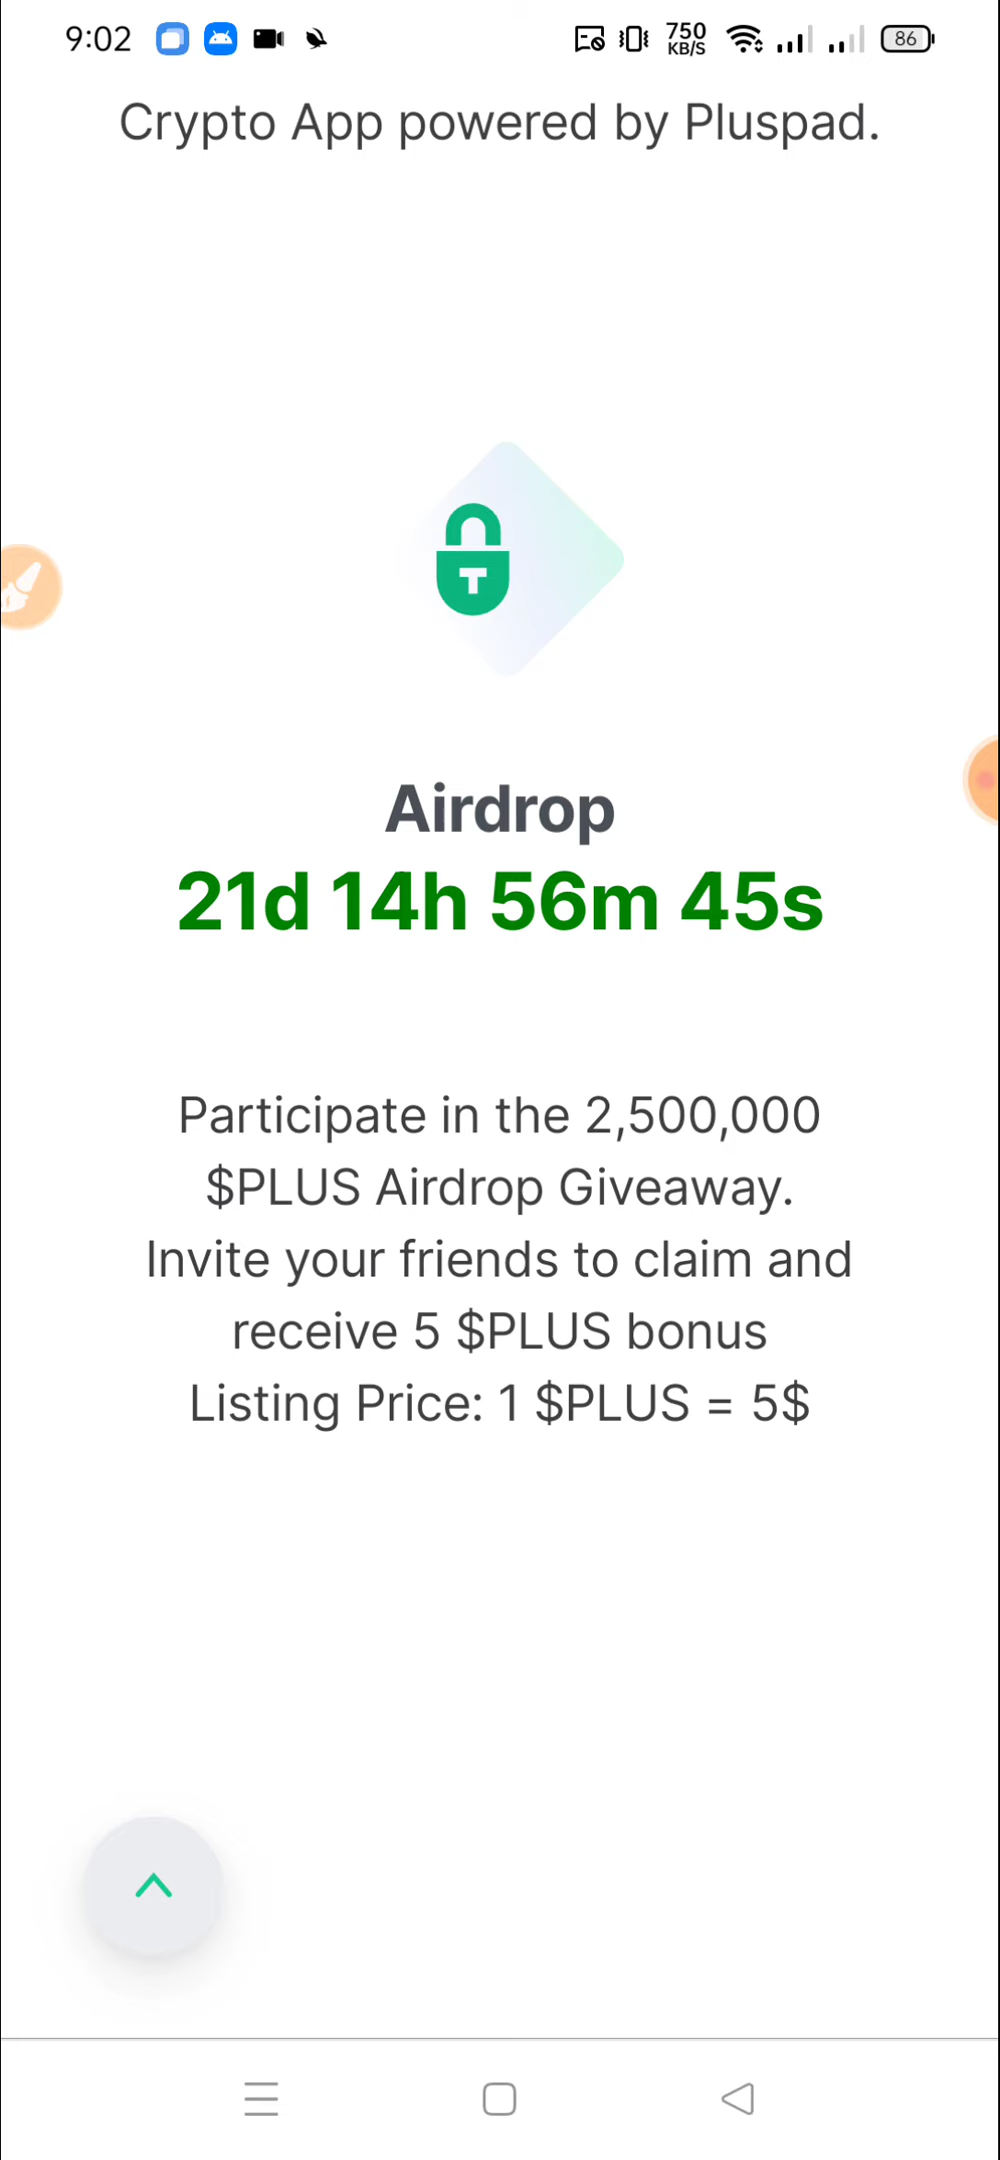 9:02
750
KB/S
86
Crypto App powered by Pluspad.
T
Airdrop
21d 14h 56m 45s
Participate in the 2,500,000
$PLUS Airdrop Giveaway.
Invite your friends to claim and
receive 5 $PLUS bonus
Listing Price: 1 $PLUS = 5$